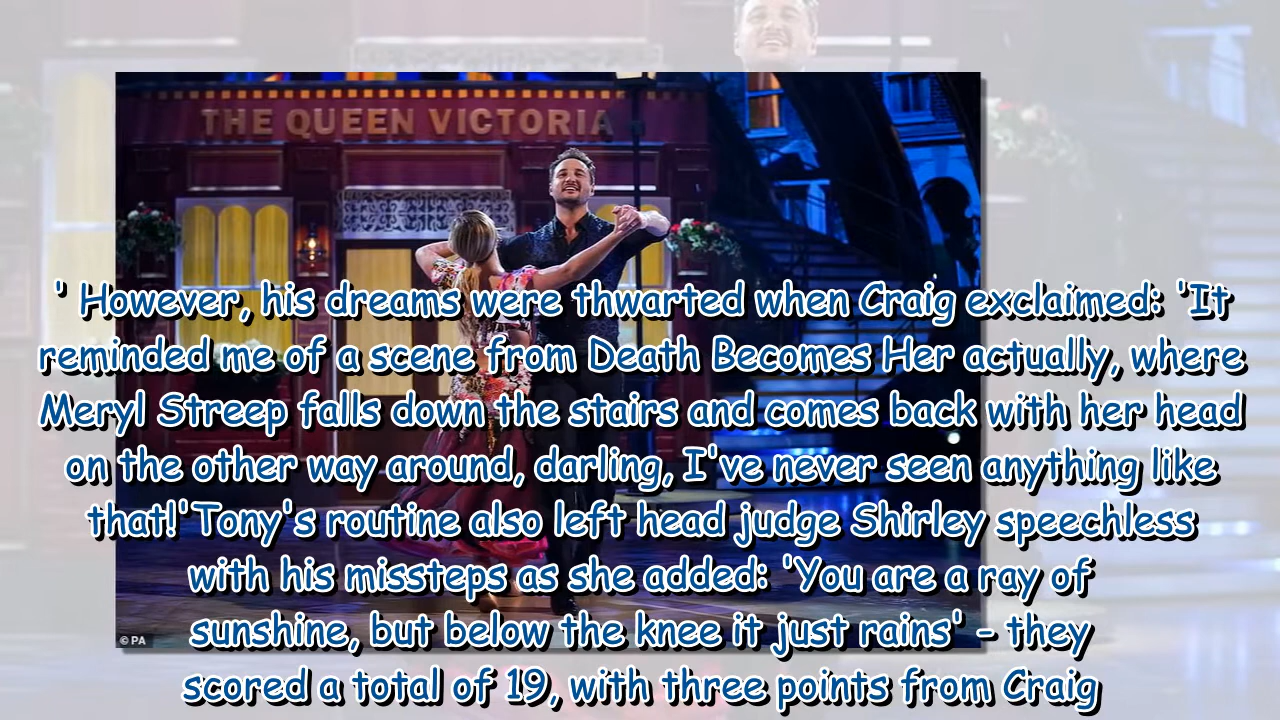 THE QUEEN VICTORIA
' However, his dreams were thwarted when Craig exclaimed: 'It
reminded me of a scene from Death Becomes Her actually, where
Meryl Streep falls down the stairs and comes back with her head
on the other way around, darling, I've never seen anything like
that!'Tony's routine also left head judge Shirley speechless
with his missteps as she added: 'You are a ray of
sunshine, but below the knee it just rains' - they
scored a total of 19, with three points from Craig
© PA